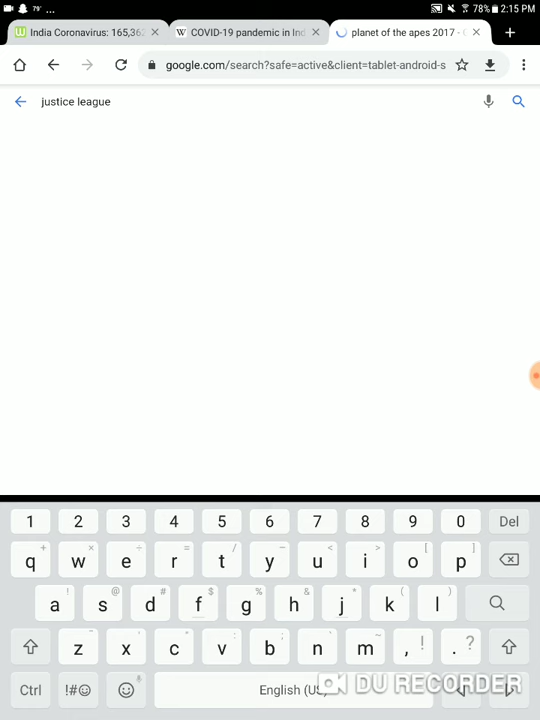 79° ... 78% 2:15 PM
India Coronavirus: 165,362 COVID-19 pandemic in Ind planet of the apes 2017 - G
google.com/search?safe=active&client=tablet-android-s
justice league
1 2 3 4 5 6 7 8 9 0 Del
q w e r t y u i o p
a s d f g h j k l
z x c v b n m , ! . ?
Ctrl !#☺ English (US) DU RECORDER